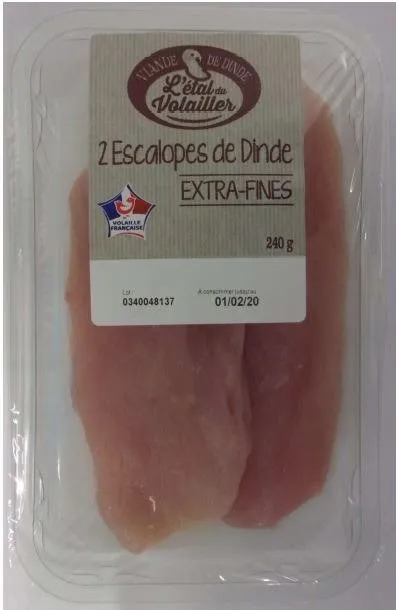 VIANDE DE DINDE
L'étal du
Volailler
2 Escalopes de Dinde
EXTRA-FINES
VOLAILLE
FRANÇAISE
240 g
Lot :
A consommer jusqu'au
0340048137
01/02/20